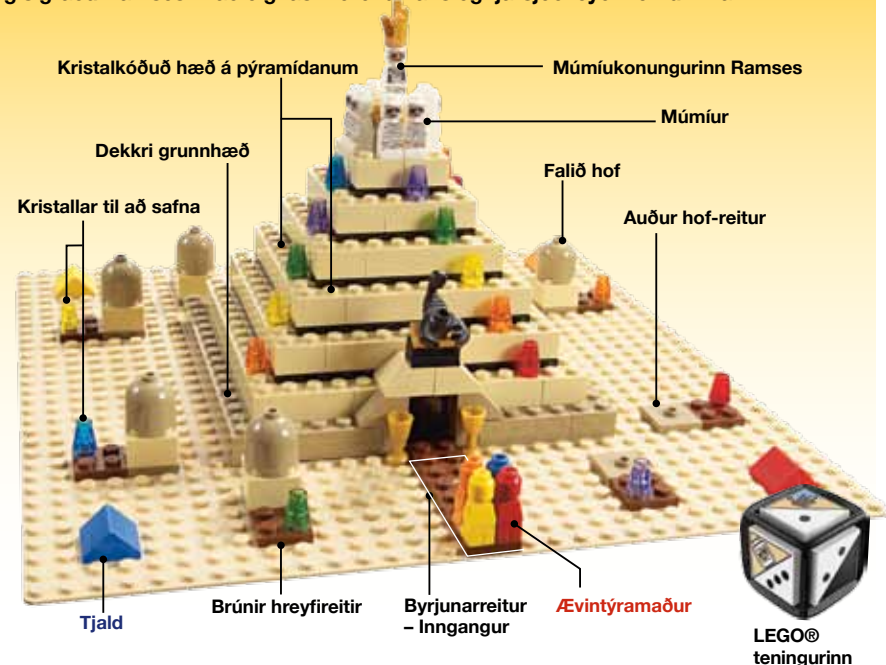 Kristalkóðuð hæð á pýramídanum
Múmíukonungurinn Ramses
Múmíur
Dekkri grunnhæð
Falið hof
Kristallar til að safna
Auður hof-reitur
Tjald
Brúnir hreyfireitir
Byrjunarreitur
– Inngangur
Ævintýramaður
LEGO®
teningurinn